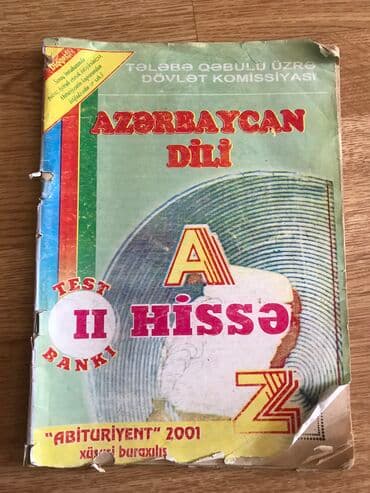 TƏLƏBƏ QƏBULU ÜZRƏ
DÖVLƏT KOMİSSİYASI
AZƏRBAYCAN
DİLİ
A
TEST
II
BANKI
HİSSƏ
Z
"ABİTURİYENT" 2001
xüsusi buraxılış